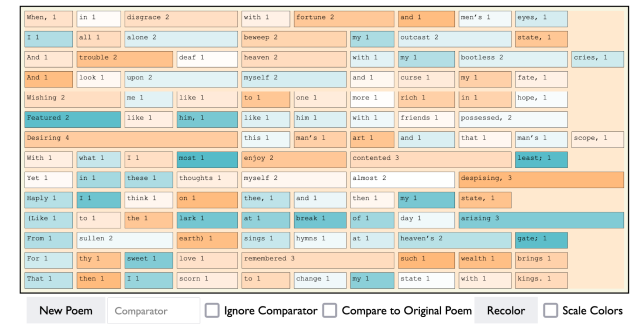 When, 1 in 1 disgrace 2 with 1 fortune 2 and 1 men's 1 eyes, 1
I 1 all 1 alone 2 beweep 2 my 1 outcast 2 state, 1
And 1 trouble 2 deaf 1 heaven 2 with 1 my 1 bootless 2 cries, 1
And 1 look 1 upon 2 myself 2 and 1 curse 1 my 1 fate, 1
Wishing 2 me 1 like 1 to 1 one 1 more 1 rich 1 in 1 hope, 1
Featured 2 like 1 him, 1 like 1 him 1 with 1 friends 1 possessed, 2
Desiring 4 this 1 man's 1 art 1 and 1 that 1 man's 1 scope, 1
With 1 what 1 I 1 most 1 enjoy 2 contented 3 least; 1
Yet 1 in 1 these 1 thoughts 1 myself 2 almost 2 despising, 3
Haply 1 I 1 think 1 on 1 thee, 1 and 1 then 1 my 1 state, 1
(Like 1 to 1 the 1 lark 1 at 1 break 1 of 1 day 1 arising 3
From 1 sullen 2 earth) 1 sings 1 hymns 1 at 1 heaven's 2 gate; 1
For 1 thy 1 sweet 1 love 1 remembered 3 such 1 wealth 1 brings 1
That 1 then 1 I 1 scorn 1 to 1 change 1 my 1 state 1 with 1 kings. 1
New Poem Comparator Ignore Comparator Compare to Original Poem Recolor Scale Colors